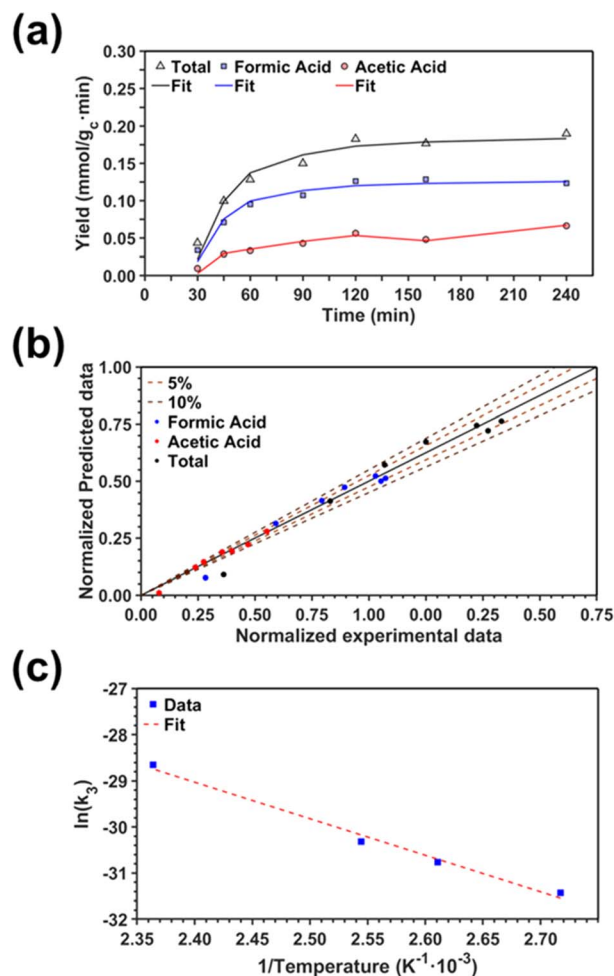 (a)
0.30
0.25
0.20
0.15
0.10
0.05
0.00
Yield (mmol/gc·min)
Total Formic Acid Acetic Acid
Fit Fit Fit
0 30 60 90 120 150 180 210 240
Time (min)
(b)
1.00
0.75
0.50
0.25
0.00
Normalized Predicted data
5%
10%
Formic Acid
Acetic Acid
Total
0.00 0.25 0.50 0.75 1.00 0.00 0.25 0.50 0.75
Normalized experimental data
(c)
-27
-28
-29
-30
-31
-32
ln(k₃)
Data
Fit
2.35 2.40 2.45 2.50 2.55 2.60 2.65 2.70
1/Temperature (K⁻¹·10⁻³)